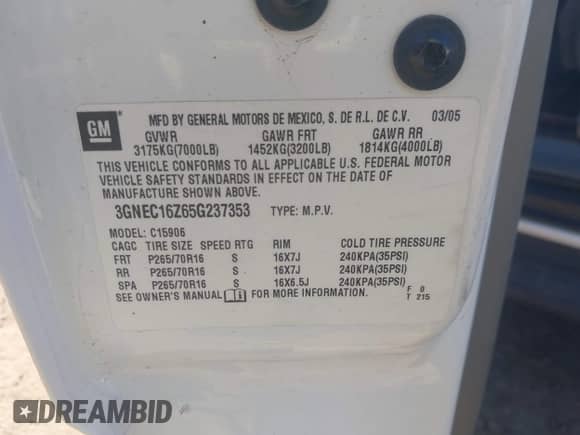 GM
MFD BY GENERAL MOTORS DE MEXICO, S. DE R.L. DE C.V. 03/05
GVWR GAWR FRT GAWR RR
3175KG(7000LB) 1452KG(3200LB) 1814KG(4000LB)
THIS VEHICLE CONFORMS TO ALL APPLICABLE U.S. FEDERAL MOTOR
VEHICLE SAFETY STANDARDS IN EFFECT ON THE DATE OF
MANUFACTURE SHOWN ABOVE.
3GNEC16Z65G237353 TYPE: M.P.V.
MODEL: C15906
CAGC TIRE SIZE SPEED RTG RIM COLD TIRE PRESSURE
FRT P265/70R16 S 16X7J 240KPA(35PSI)
RR P265/70R16 S 16X7J 240KPA(35PSI)
SPA P265/70R16 S 16X6.5J 240KPA(35PSI)
SEE OWNER'S MANUAL FOR MORE INFORMATION. F 0
T 215
DREAMBID